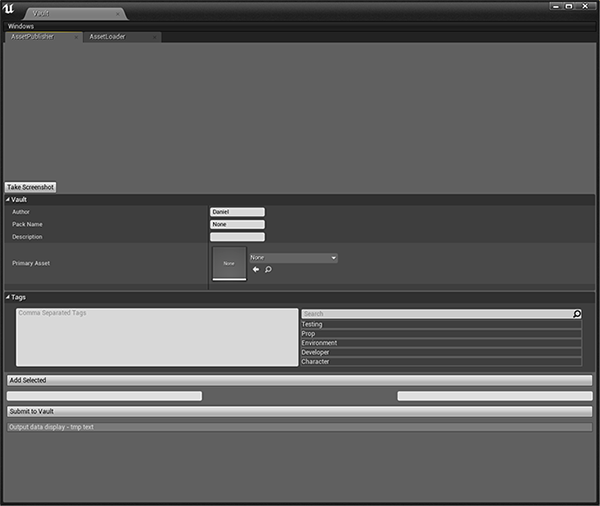 Vault
Windows
AssetPublisher
AssetLoader
Take Screenshot
Vault
Author
Daniel
Pack Name
None
Description
Primary Asset
None
None
Tags
Comma Separated Tags
Search
Testing
Prop
Environment
Developer
Character
Add Selected
Submit to Vault
Output data display - tmp text